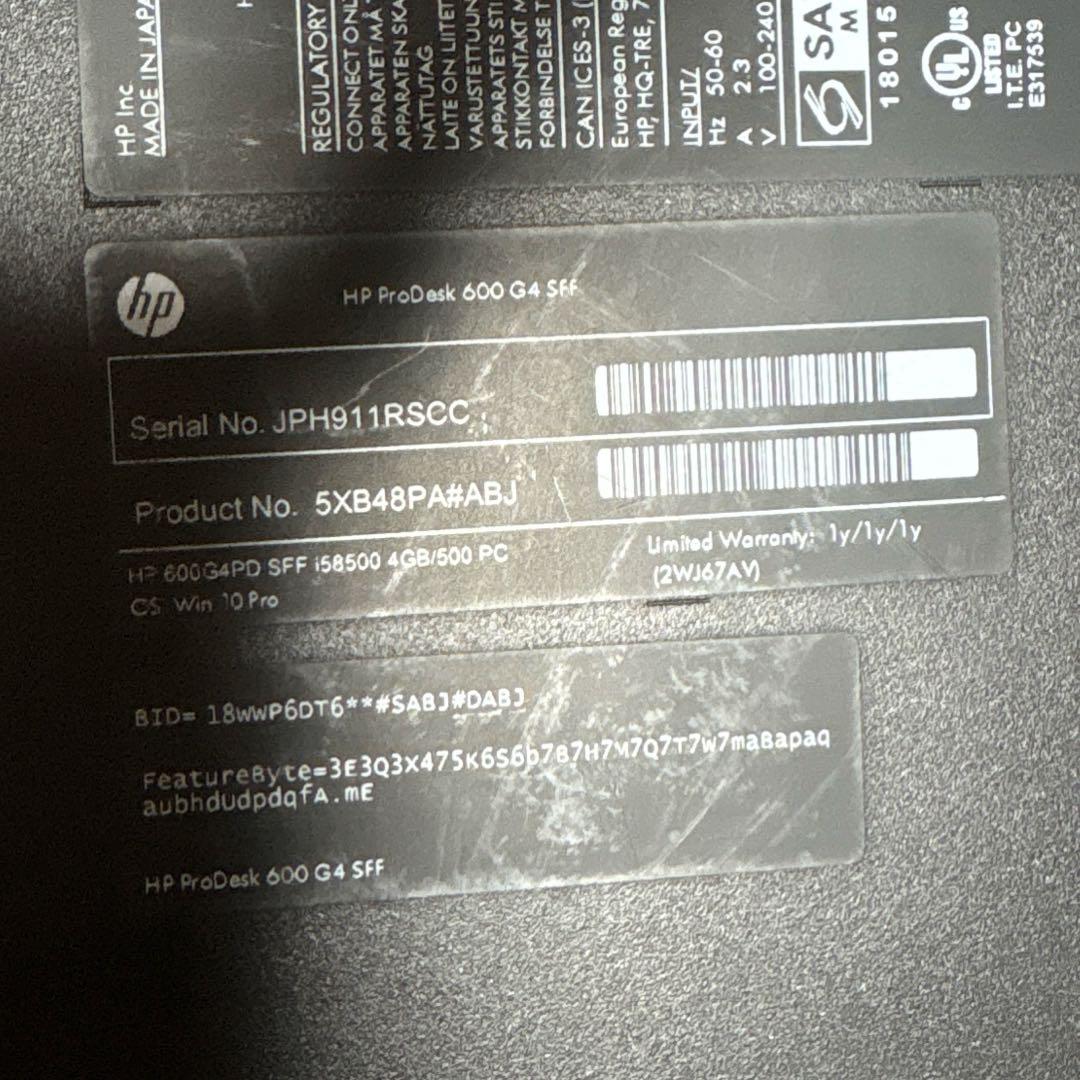 HP Inc
MADE IN JAPA
REGULATORY
CONNECT ONL
APPARATET MÅ
APPARATEN SKA
NÄTTUTAG
LAITE ON LIITET
VARUSTETTUUN
APPARATETS STI
STIKKONTAKT M
FORBINDELSE T
CAN ICES-3 (
European Reg
HP, HQ-TRE, 7
INPUT/
Hz 50-60
A 2.3
V 100-240
SA
M
18015
C UL US
LISTED
I.T.E. PC
E317539
hp
HP ProDesk 600 G4 SFF
Serial No. JPH911RSCC
Product No. 5XB48PA#ABJ
HP 600G4PD SFF i58500 4GB/500 PC
CS Win 10 Pro
Limited Warranty: 1y/1y/1y
(2WJ67AV)
BID= 18WWP6DT6**#SABJ#DABJ
FeatureByte=3E3Q3X475K6S6b7B7H7M7Q7T7W7maBapaq
aubhdudpdqfA.mE
HP ProDesk 600 G4 SFF